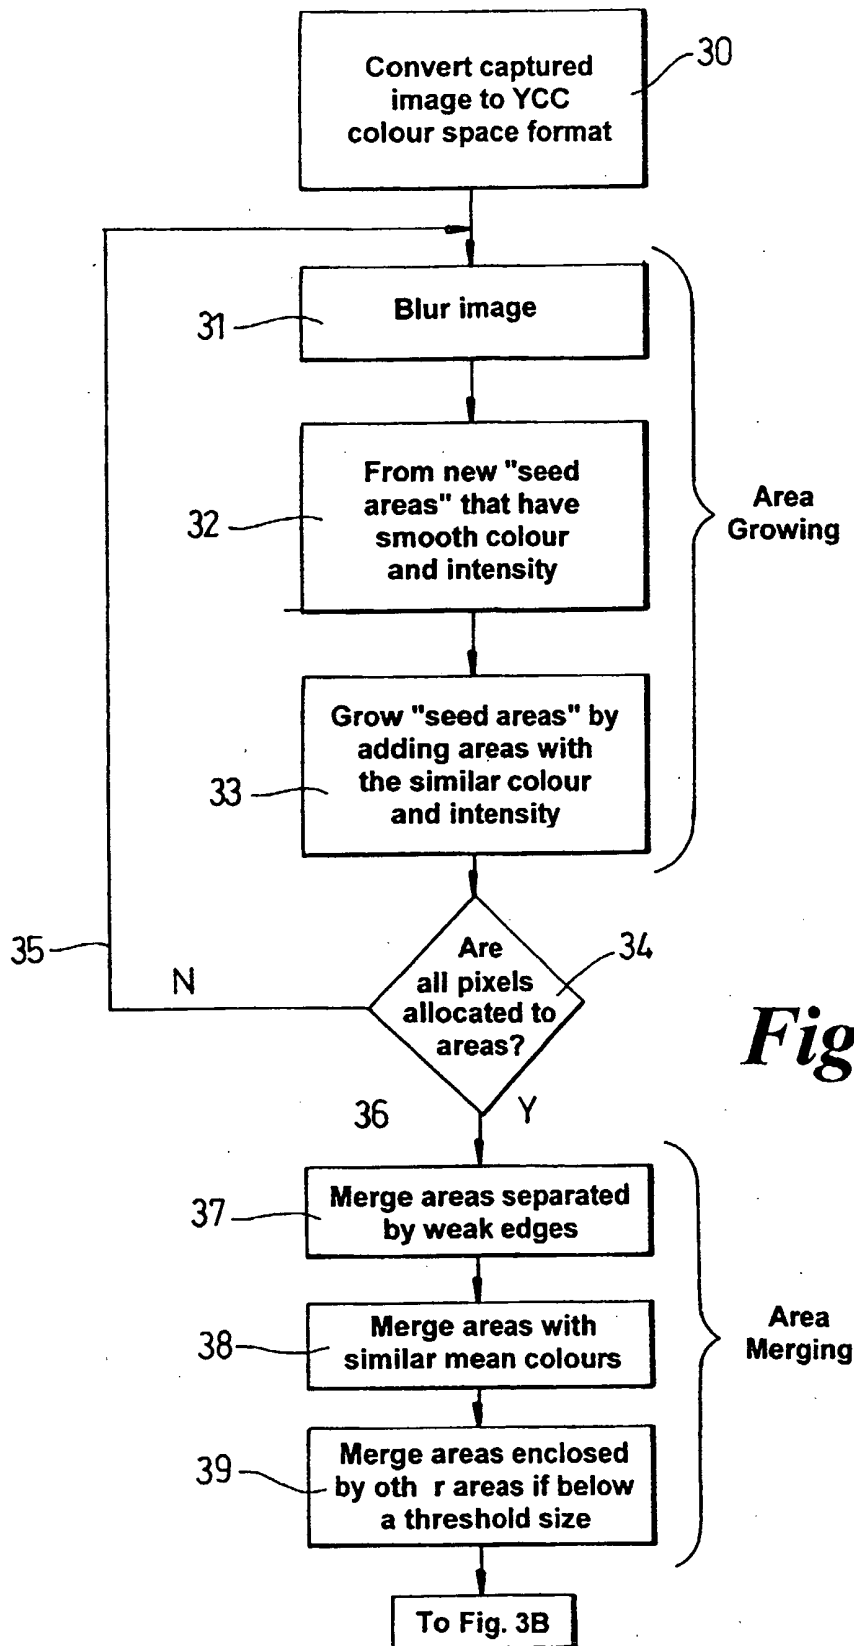 Convert captured
image to YCC
colour space format
30
Blur image
31
From new "seed
areas" that have
smooth colour
and intensity
32
Area
Growing
Grow "seed areas" by
adding areas with
the similar colour
and intensity
33
35
N
Are
all pixels
allocated to
areas?
34
Fig
36
Y
Merge areas separated
by weak edges
37
Merge areas with
similar mean colours
38
Area
Merging
Merge areas enclosed
by oth r areas if below
a threshold size
39
To Fig. 3B